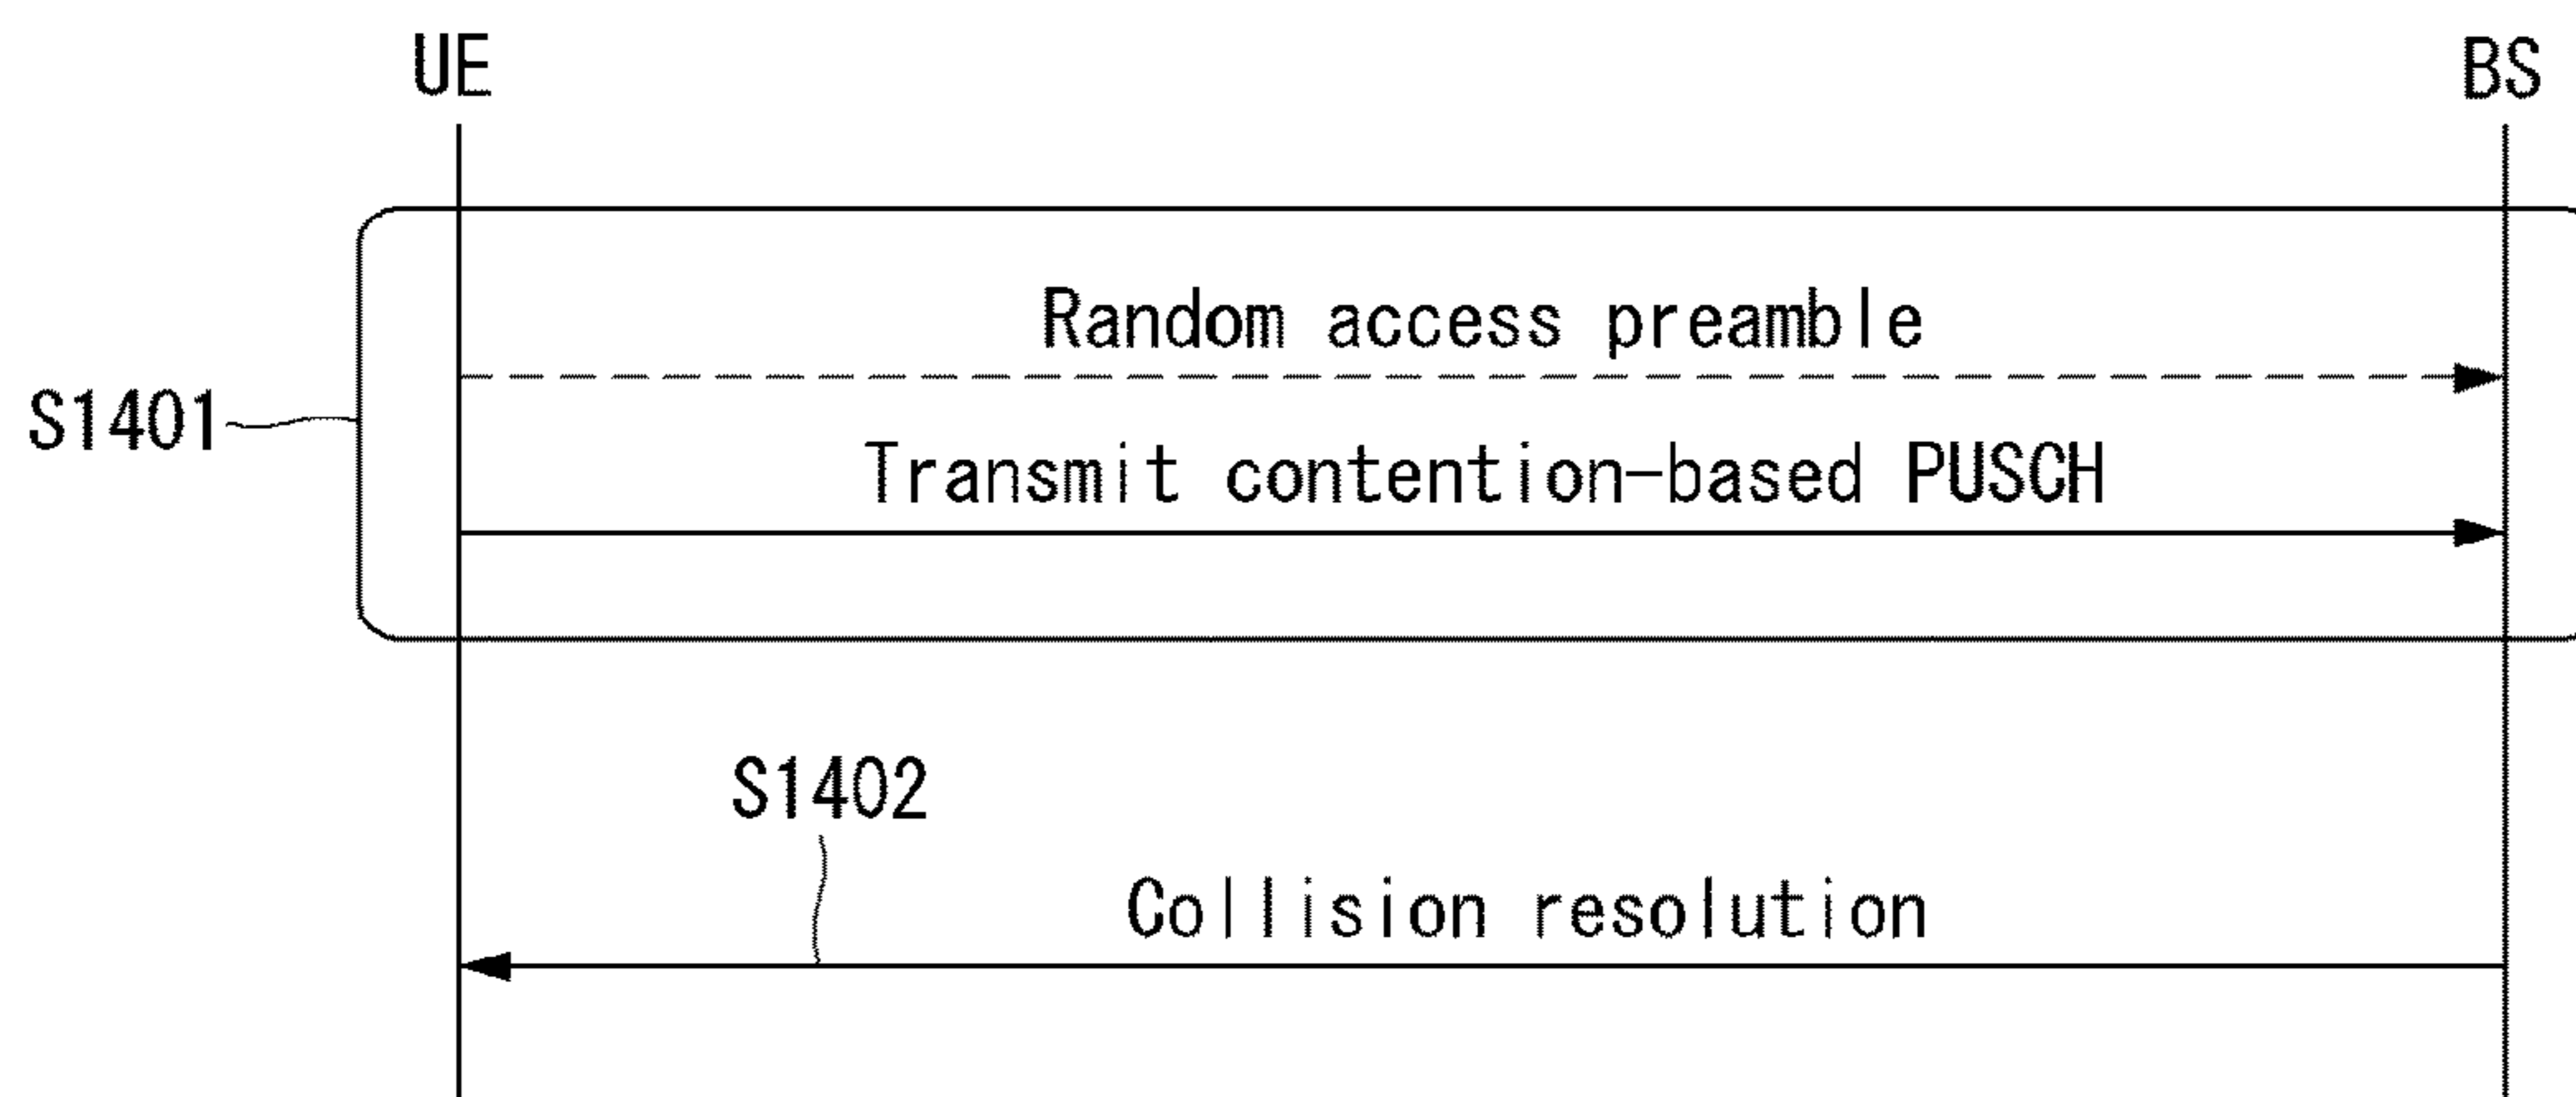 UE
BS
Random access preamble
S1401
Transmit contention-based PUSCH
S1402
Collision resolution